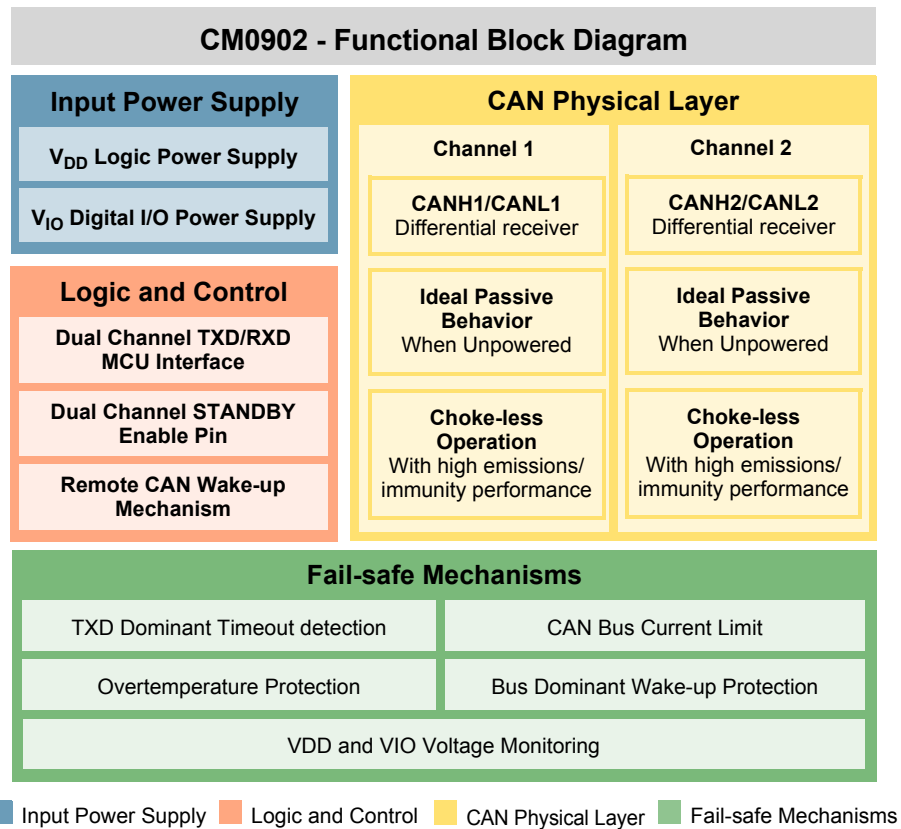 CM0902 - Functional Block Diagram
Input Power Supply
VDD Logic Power Supply
VIO Digital I/O Power Supply
Logic and Control
Dual Channel TXD/RXD
MCU Interface
Dual Channel STANDBY
Enable Pin
Remote CAN Wake-up
Mechanism
CAN Physical Layer
Channel 1
CANH1/CANL1
Differential receiver
Ideal Passive
Behavior
When Unpowered
Choke-less
Operation
With high emissions/
immunity performance
Channel 2
CANH2/CANL2
Differential receiver
Ideal Passive
Behavior
When Unpowered
Choke-less
Operation
With high emissions/
immunity performance
Fail-safe Mechanisms
TXD Dominant Timeout detection
CAN Bus Current Limit
Overtemperature Protection
Bus Dominant Wake-up Protection
VDD and VIO Voltage Monitoring
Input Power Supply
Logic and Control
CAN Physical Layer
Fail-safe Mechanisms